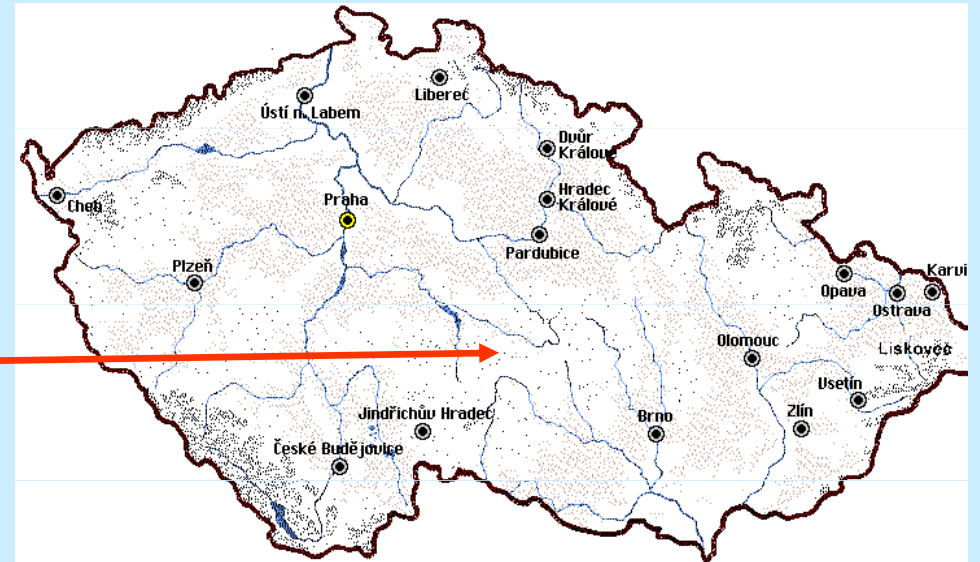 Liberec
Ústí n. Labem
Dvůr
Králové
Cheb
Praha
Hradec
Králové
Pardubice
Plzeň
Karvi
Opava
Ostrava
Olomouc
Lískovéč
Vsetín
Jindřichův Hradec
Zlín
Brno
České Budějovice